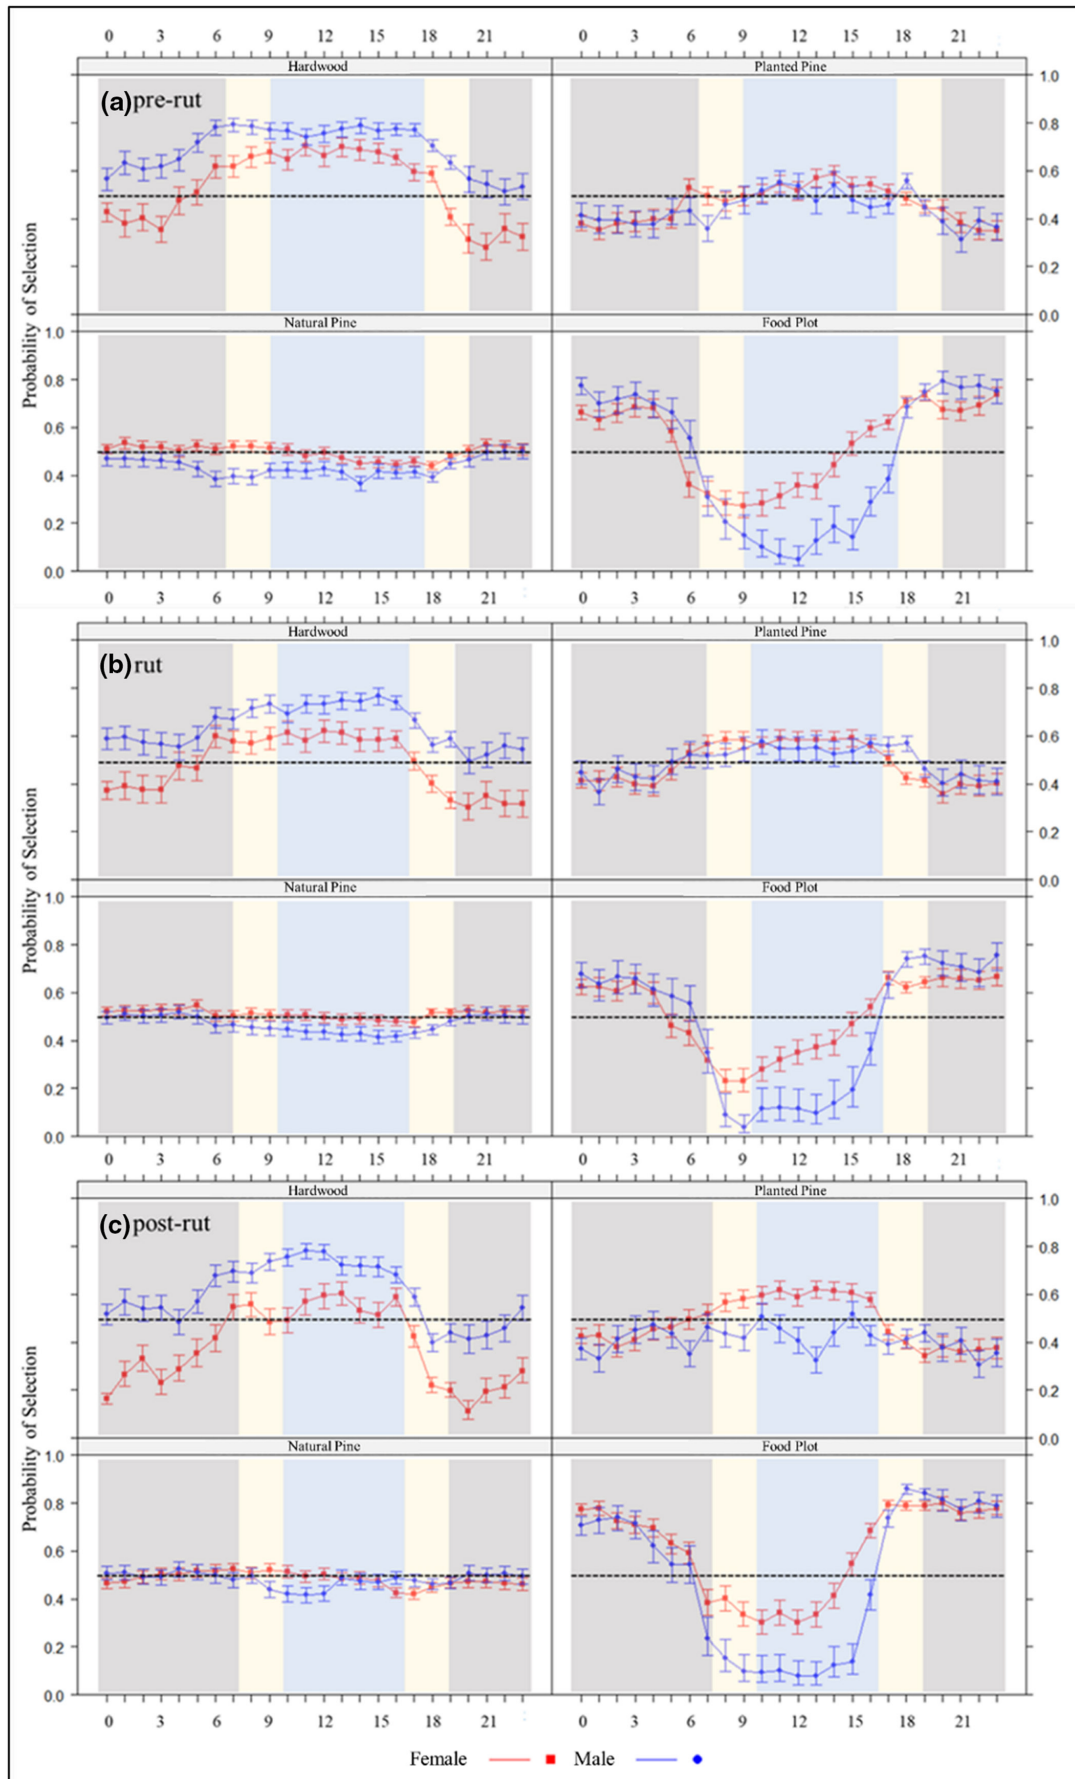 0 3 6 9 12 15 18 21 0 3 6 9 12 15 18 21
Hardwood Planted Pine
(a) pre-rut
1.0
0.8
0.6
0.4
0.2
0.0
Probability of Selection
Natural Pine Food Plot
1.0
0.8
0.6
0.4
0.2
0.0
0 3 6 9 12 15 18 21 0 3 6 9 12 15 18 21
Hardwood Planted Pine
(b) rut
1.0
0.8
0.6
0.4
0.2
0.0
Probability of Selection
Natural Pine Food Plot
1.0
0.8
0.6
0.4
0.2
0.0
0 3 6 9 12 15 18 21 0 3 6 9 12 15 18 21
Hardwood Planted Pine
(c) post-rut
1.0
0.8
0.6
0.4
0.2
0.0
Probability of Selection
Natural Pine Food Plot
1.0
0.8
0.6
0.4
0.2
0.0
0 3 6 9 12 15 18 21 0 3 6 9 12 15 18 21
Female Male